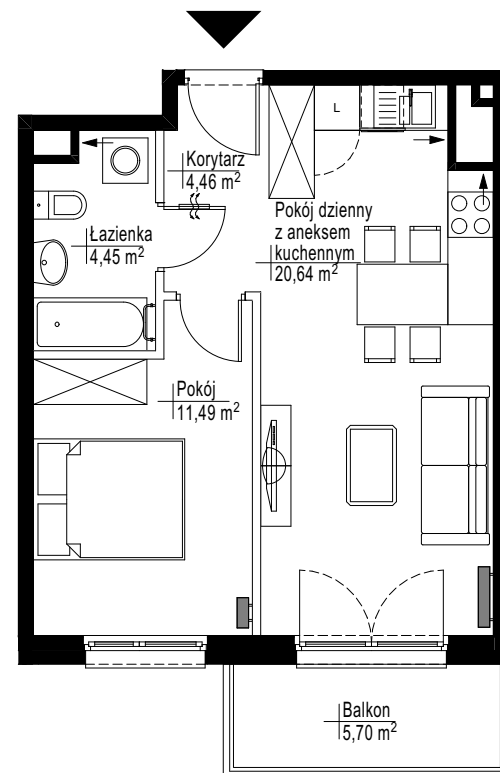 L
Korytarz
4,46 m²
Pokój dzienny
z aneksem
kuchennym
20,64 m²
Łazienka
4,45 m²
Pokój
11,49 m²
Balkon
5,70 m²